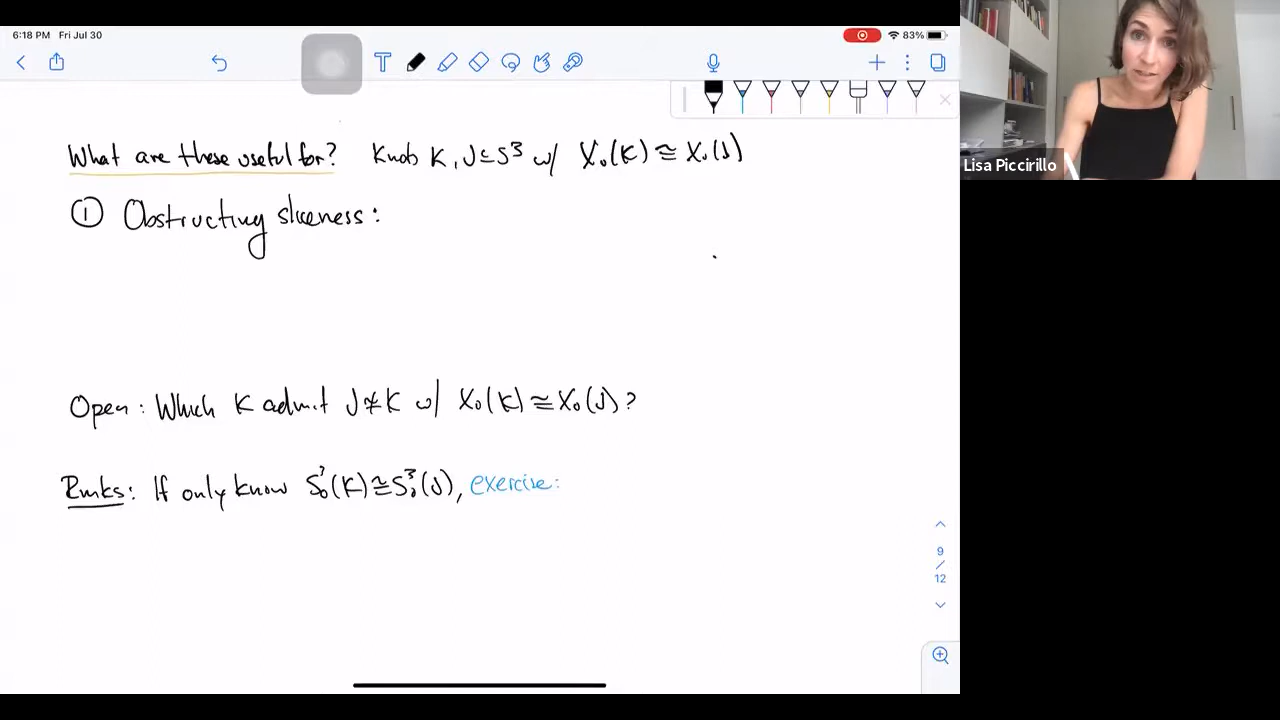 6:18 PM Fri Jul 30
83%
What are these useful for? Knots K, J ⊆ S³ w/ X₀(K) ≅ X₀(J)
① Obstructing sliceness:
Open: Which K admit J ≄ K w/ X₀(K) ≅ X₀(J)?
Rmks: If only know S³₀(K) ≅ S³₀(J), exercise:
9
/
12
Lisa Piccirillo